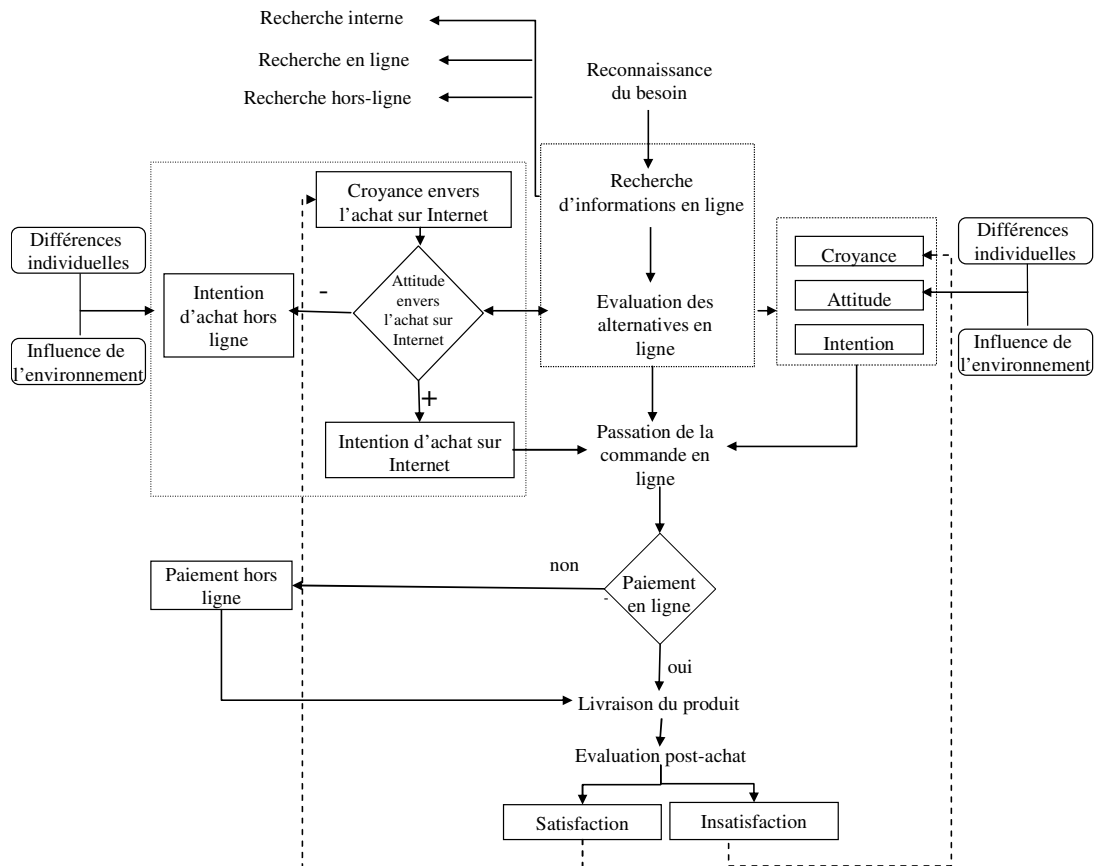 Recherche interne
Recherche en ligne
Recherche hors-ligne
Reconnaissance
du besoin
Recherche
d’informations en ligne
Croyance envers
l’achat sur Internet
Différences
individuelles
Intention
d’achat hors
ligne
-
Attitude
envers
l’achat sur
Internet
Evaluation des
alternatives en
ligne
Croyance
Attitude
Intention
Différences
individuelles
Influence de
l’environnement
Influence de
l’environnement
+
Intention d’achat sur
Internet
Passation de la
commande en
ligne
Paiement hors
ligne
non
Paiement
en ligne
-
oui
Livraison du produit
Evaluation post-achat
Satisfaction
Insatisfaction